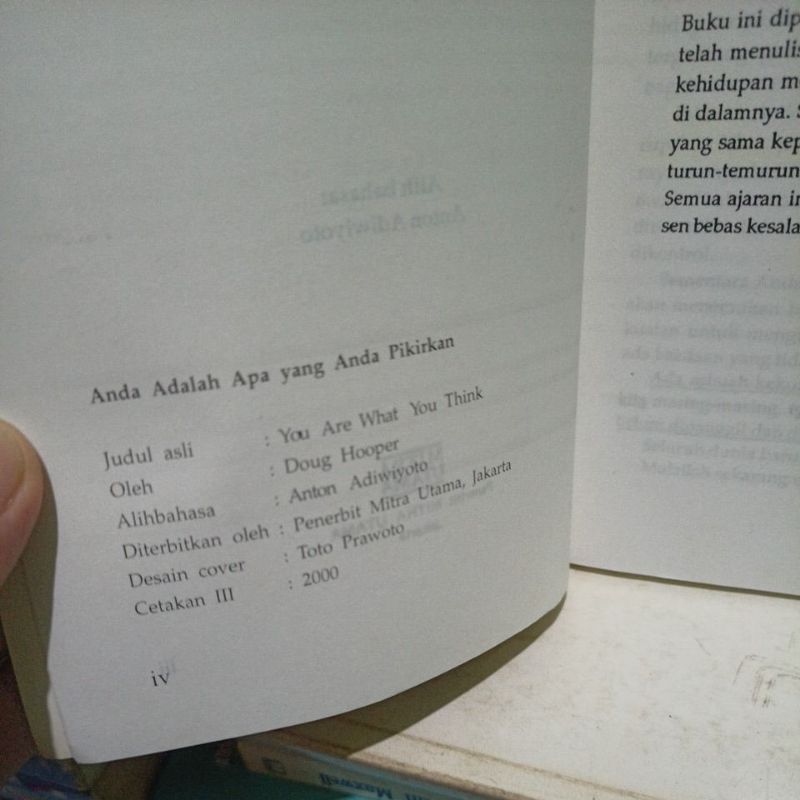 Anda Adalah Apa yang Anda Pikirkan
Judul asli : You Are What You Think
Oleh : Doug Hooper
Alihbahasa : Anton Adiwiyoto
Diterbitkan oleh : Penerbit Mitra Utama, Jakarta
Desain cover : Toto Prawoto
Cetakan III : 2000
iv
Buku ini dip
telah menulis
kehidupan m
di dalamnya. S
yang sama kep
turun-temurun
Semua ajaran in
sen bebas kesala
Maxwell